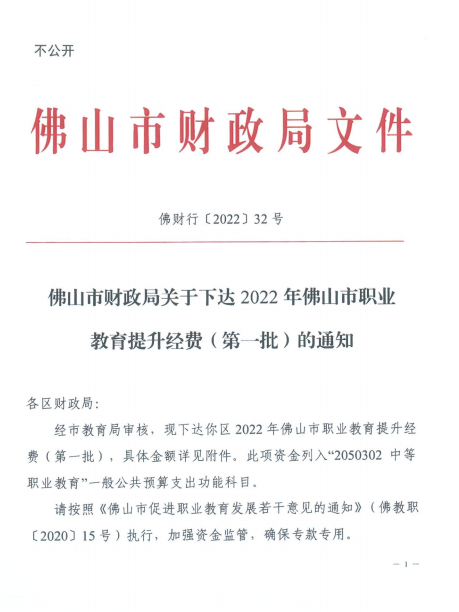 不公开
佛山市财政局文件
佛财行〔2022〕32 号
佛山市财政局关于下达 2022 年佛山市职业
教育提升经费（第一批）的通知
各区财政局：
经市教育局审核，现下达你区 2022 年佛山市职业教育提升经
费（第一批），具体金额详见附件。此项资金列入“2050302 中等
职业教育”一般公共预算支出功能科目。
请按照《佛山市促进职业教育发展若干意见的通知》（佛教职
〔2020〕15 号）执行，加强资金监管，确保专款专用。
— 1 —